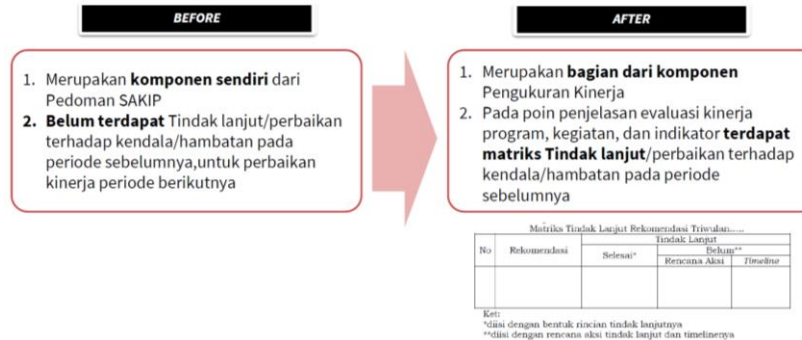 BEFORE
1. Merupakan komponen sendiri dari
Pedoman SAKIP
2. Belum terdapat Tindak lanjut/perbaikan
terhadap kendala/hambatan pada
periode sebelumnya,untuk perbaikan
kinerja periode berikutnya
AFTER
1. Merupakan bagian dari komponen
Pengukuran Kinerja
2. Pada poin penjelasan evaluasi kinerja
program, kegiatan, dan indikator terdapat
matriks Tindak lanjut/perbaikan terhadap
kendala/hambatan pada periode
sebelumnya
Matriks Tindak Lanjut Rekomendasi Triwulan.....
Tindak Lanjut
No Rekomendasi Selesai* Belum**
Rencana Aksi Timeline
Ket:
*diisi dengan bentuk rincian tindak lanjutnya
**diisi dengan rencana aksi tindak lanjut dan timelinenya